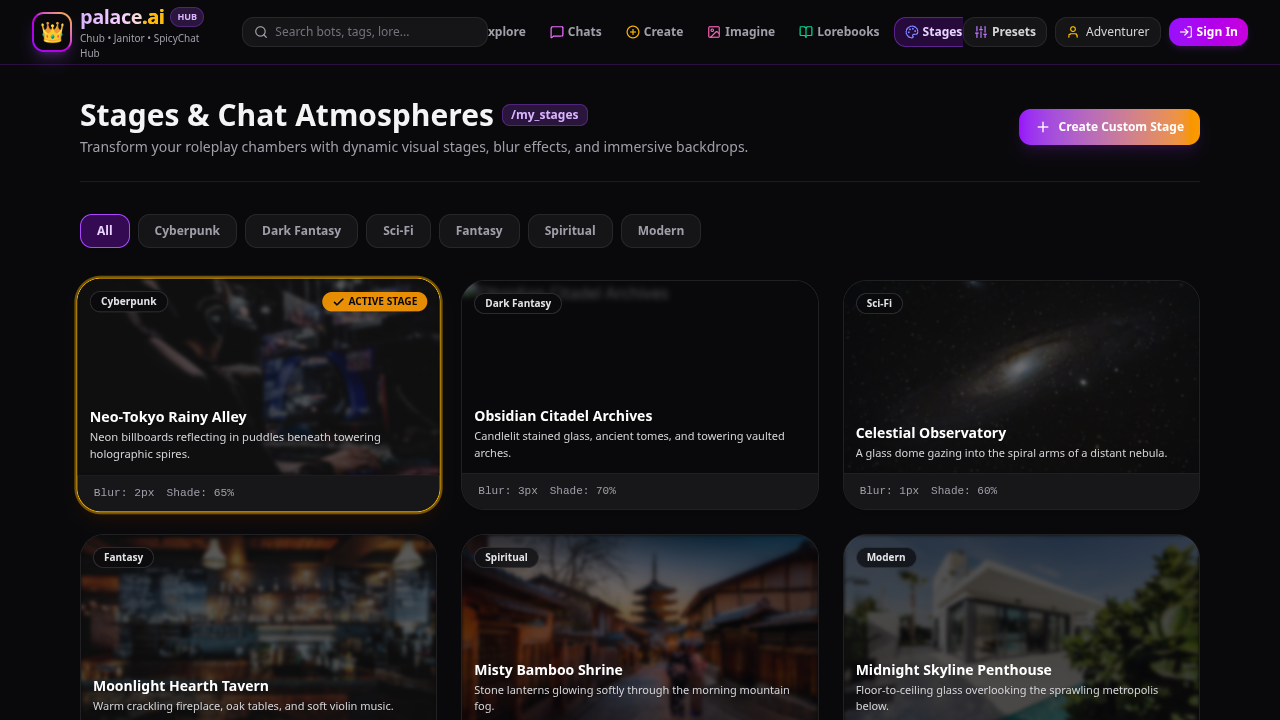 palace.ai HUB
Chub • Janitor • SpicyChat
Hub
Search bots, tags, lore...
xplore
Chats
Create
Imagine
Lorebooks
Stages
Presets
Adventurer
Sign In
Stages & Chat Atmospheres /my_stages
Transform your roleplay chambers with dynamic visual stages, blur effects, and immersive backdrops.
Create Custom Stage
All
Cyberpunk
Dark Fantasy
Sci-Fi
Fantasy
Spiritual
Modern
Cyberpunk
ACTIVE STAGE
Neo-Tokyo Rainy Alley
Neon billboards reflecting in puddles beneath towering
holographic spires.
Blur: 2px Shade: 65%
Dark Fantasy
Obsidian Citadel Archives
Candlelit stained glass, ancient tomes, and towering vaulted
arches.
Blur: 3px Shade: 70%
Sci-Fi
Celestial Observatory
A glass dome gazing into the spiral arms of a distant nebula.
Blur: 1px Shade: 60%
Fantasy
Moonlight Hearth Tavern
Warm crackling fireplace, oak tables, and soft violin music.
Spiritual
Misty Bamboo Shrine
Stone lanterns glowing softly through the morning mountain
fog.
Modern
Midnight Skyline Penthouse
Floor-to-ceiling glass overlooking the sprawling metropolis
below.